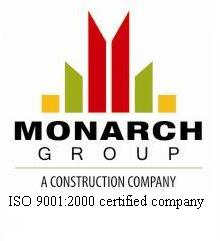 MONARCH
GROUP
A CONSTRUCTION COMPANY
ISO 9001:2000 certified company